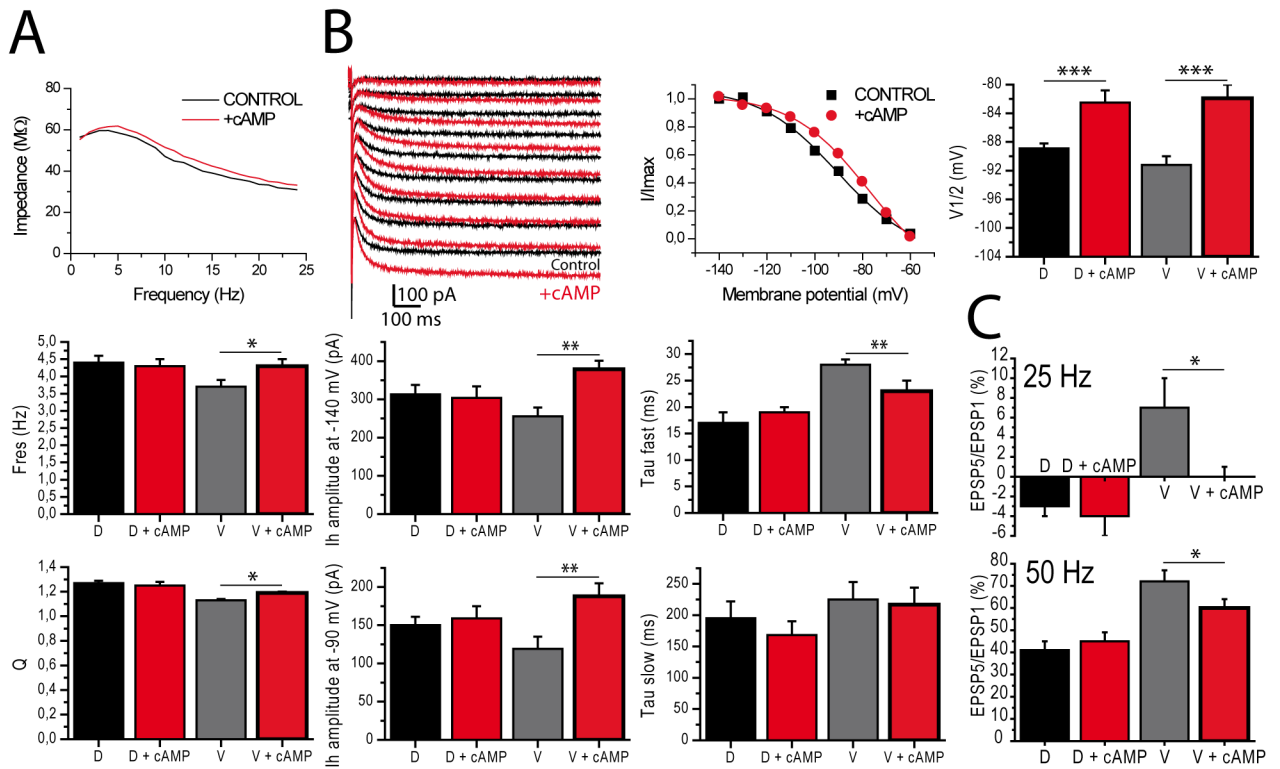 A
B
80
60
40
20
0
Impedance (MΩ)
CONTROL
+cAMP
0
5
10
15
20
25
Frequency (Hz)
Control
+cAMP
100 pA
100 ms
1,0
0,8
0,6
0,4
0,2
0,0
I/Imax
CONTROL
+cAMP
-140
-120
-100
-80
-60
Membrane potential (mV)
-80
-84
-88
-92
-96
-100
-104
V1/2 (mV)
***
***
D
D + cAMP
V
V + cAMP
5,0
4,5
4,0
3,5
3,0
2,5
2,0
1,5
1,0
0,5
0,0
Fres (Hz)
*
D
D + cAMP
V
V + cAMP
400
350
300
250
0
Ih amplitude at -140 mV (pA)
**
D
D + cAMP
V
V + cAMP
30
25
20
15
10
5
0
Tau fast (ms)
**
D
D + cAMP
V
V + cAMP
C
25 Hz
12
10
8
6
4
2
0
-2
-4
-6
EPSP5/EPSP1 (%)
*
D
D + cAMP
V
V + cAMP
1,4
1,2
1,0
0,8
0,6
0,4
0,2
0,0
Q
*
D
D + cAMP
V
V + cAMP
200
150
100
50
0
Ih amplitude at -90 mV (pA)
**
D
D + cAMP
V
V + cAMP
250
225
200
175
150
125
100
75
50
25
0
Tau slow (ms)
D
D + cAMP
V
V + cAMP
50 Hz
80
70
60
50
40
30
20
10
0
EPSP5/EPSP1 (%)
*
D
D + cAMP
V
V + cAMP